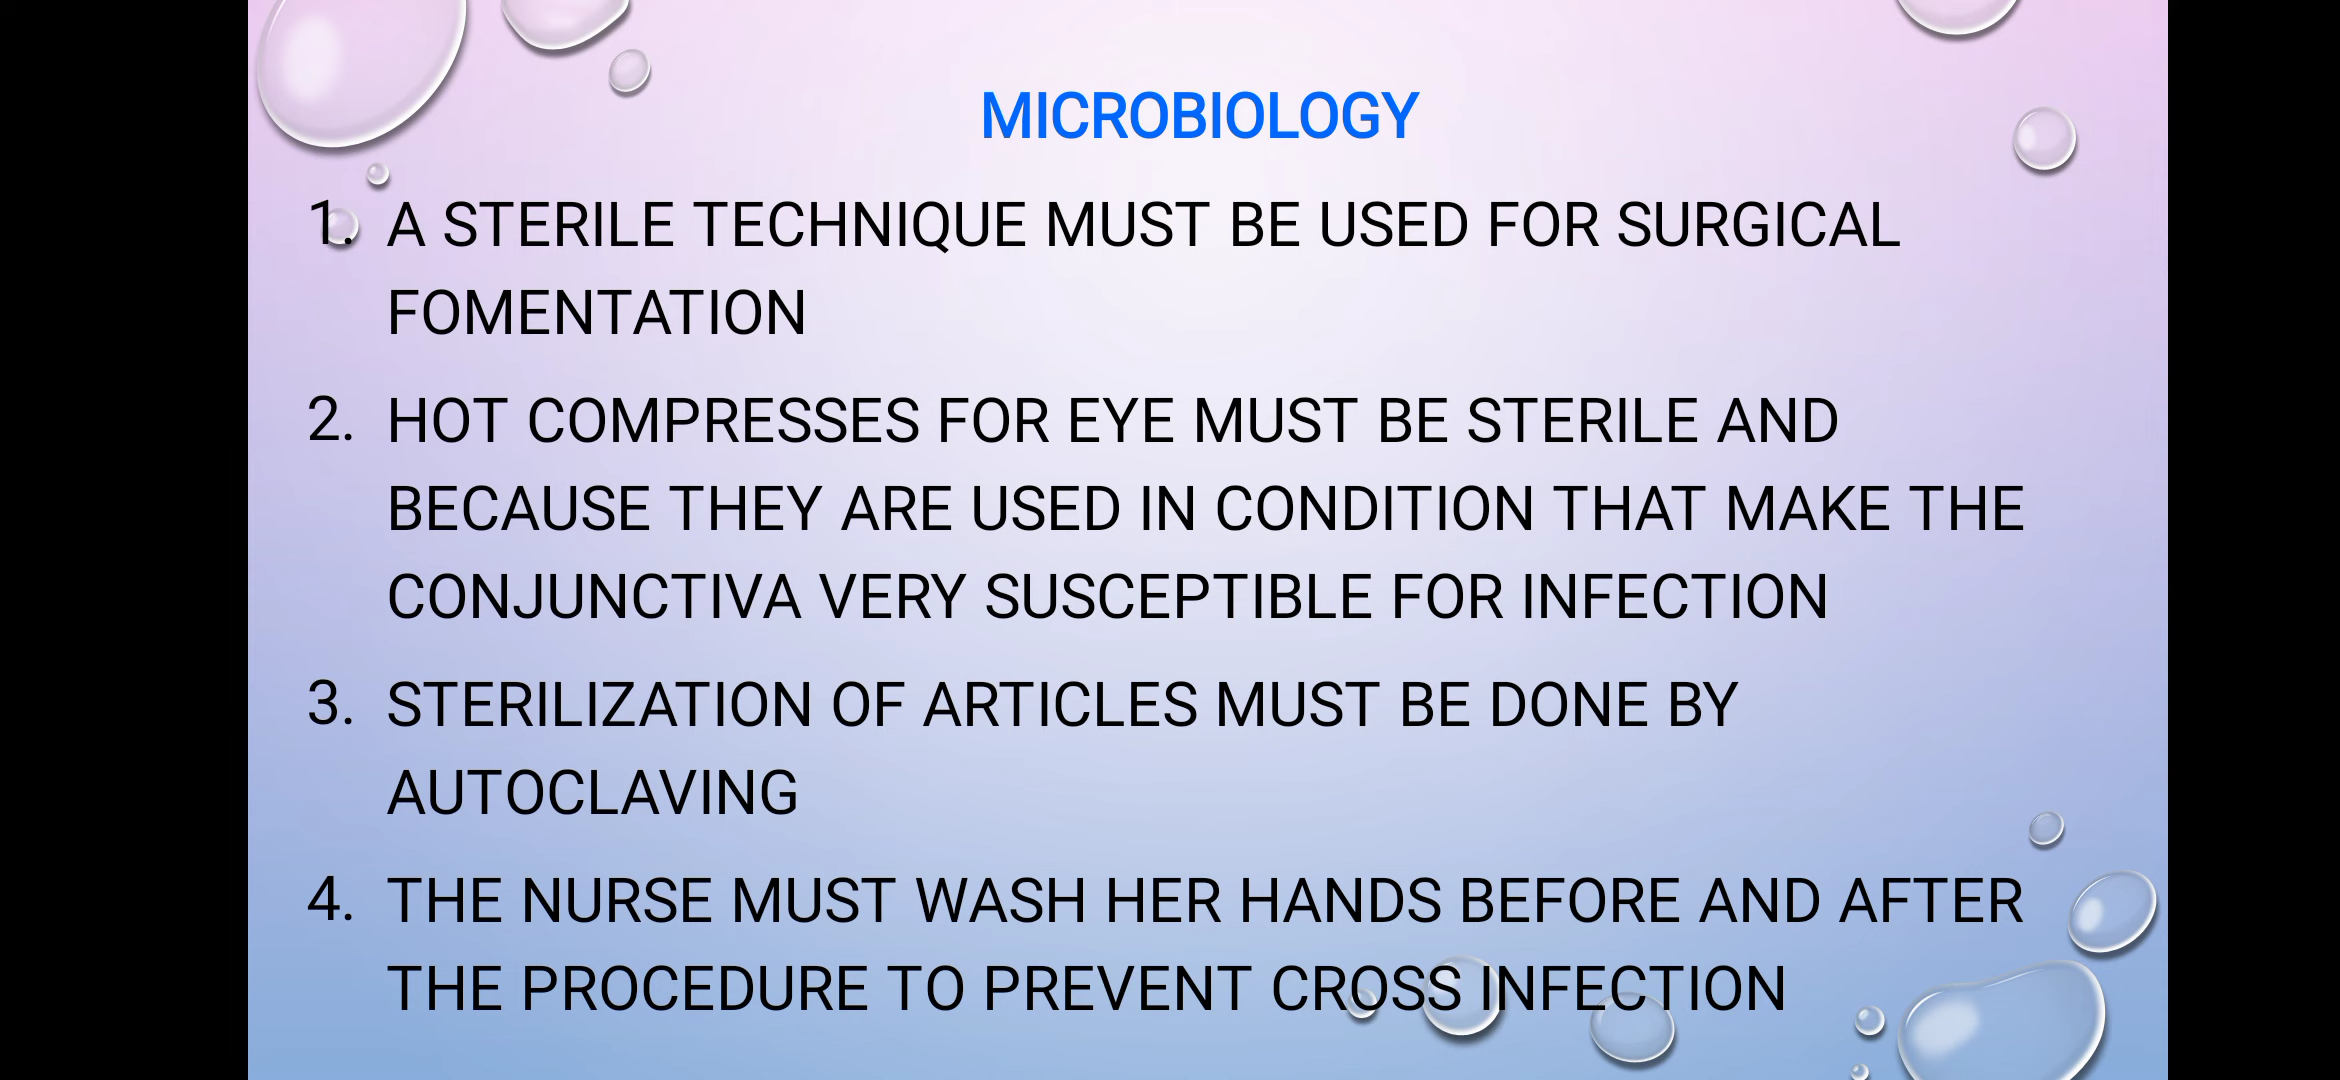 MICROBIOLOGY
1. A STERILE TECHNIQUE MUST BE USED FOR SURGICAL
FOMENTATION
2. HOT COMPRESSES FOR EYE MUST BE STERILE AND
BECAUSE THEY ARE USED IN CONDITION THAT MAKE THE
CONJUNCTIVA VERY SUSCEPTIBLE FOR INFECTION
3. STERILIZATION OF ARTICLES MUST BE DONE BY
AUTOCLAVING
4. THE NURSE MUST WASH HER HANDS BEFORE AND AFTER
THE PROCEDURE TO PREVENT CROSS INFECTION